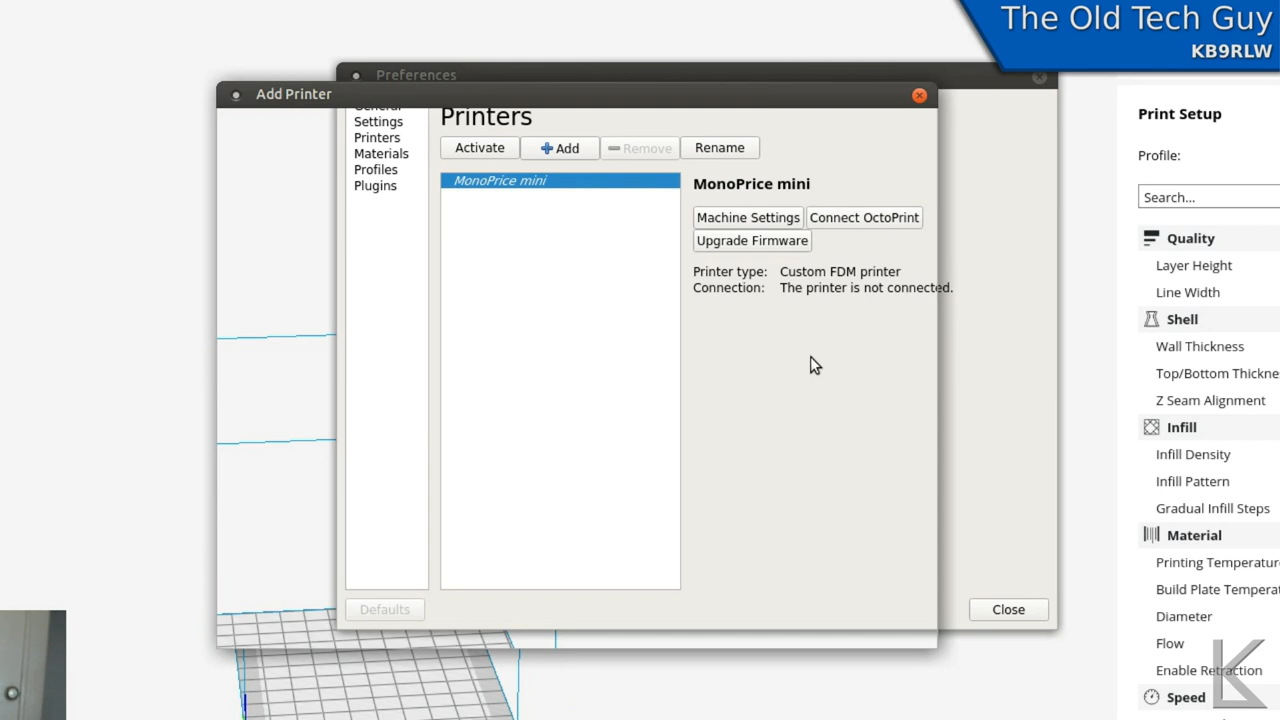 The Old Tech Guy
KB9RLW
Preferences
Add Printer
General
Settings
Printers
Materials
Profiles
Plugins
Printers
Activate
Add
Remove
Rename
MonoPrice mini
MonoPrice mini
Machine Settings
Connect OctoPrint
Upgrade Firmware
Printer type: Custom FDM printer
Connection: The printer is not connected.
Defaults
Close
Print Setup
Profile:
Search...
Quality
Layer Height
Line Width
Shell
Wall Thickness
Top/Bottom Thickne
Z Seam Alignment
Infill
Infill Density
Infill Pattern
Gradual Infill Steps
Material
Printing Temperatur
Build Plate Tempera
Diameter
Flow
Enable Retraction
Speed
K